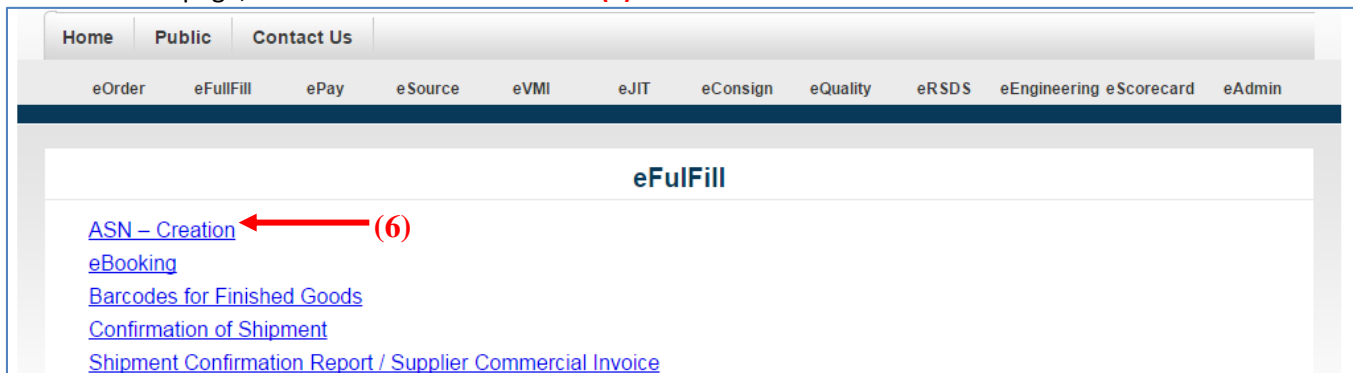 Home Public Contact Us
eOrder eFullFill ePay eSource eVMI eJIT eConsign eQuality eRSDS eEngineering eScorecard eAdmin
eFulFill
ASN – Creation (6)
eBooking
Barcodes for Finished Goods
Confirmation of Shipment
Shipment Confirmation Report / Supplier Commercial Invoice